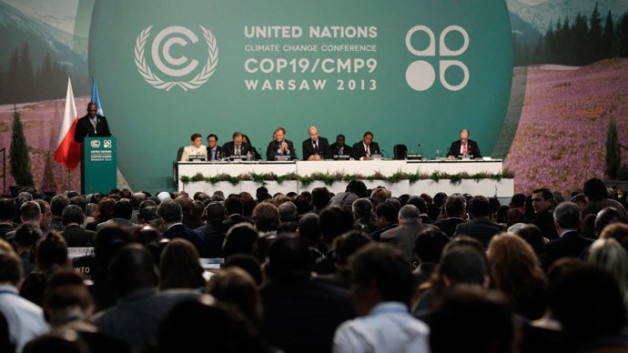 UNITED NATIONS
CLIMATE CHANGE CONFERENCE
COP19/CMP9
WARSAW 2013